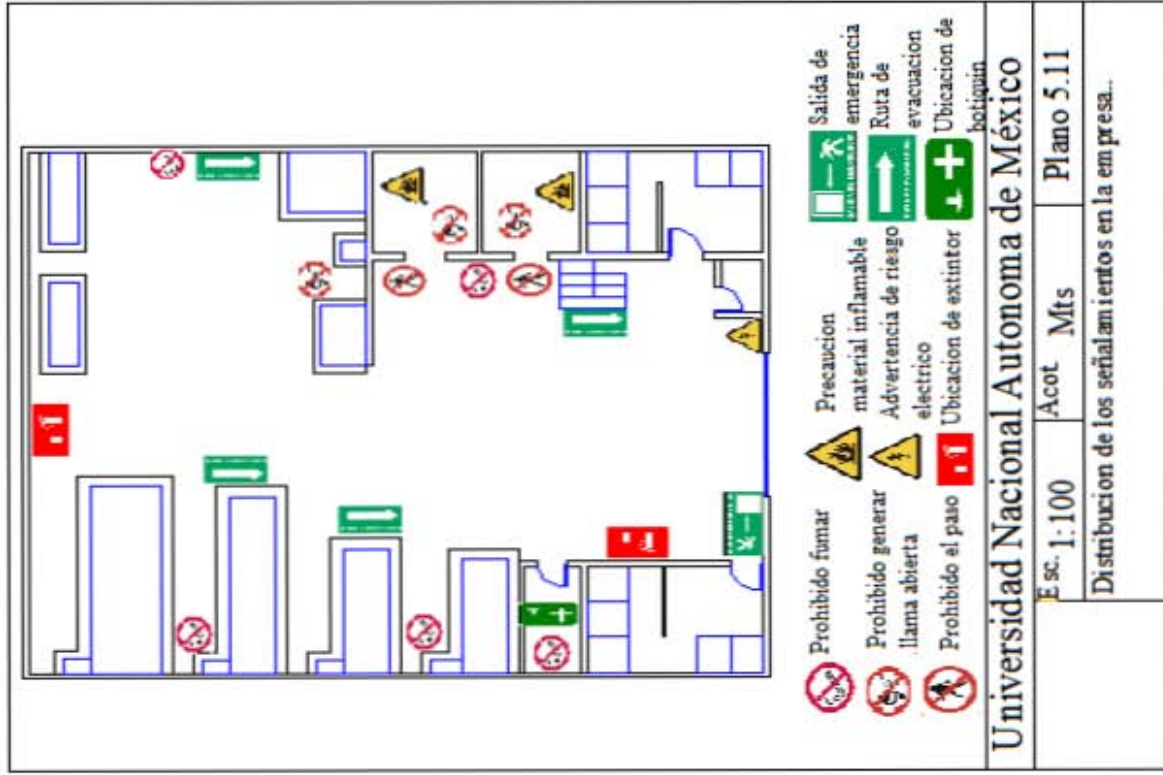 Prohibido fumar
Prohibido generar
llama abierta
Prohibido el paso
Precaucion
material inflamable
Advertencia de riesgo
electrico
Ubicacion de extintor
Salida de
emergencia
Ruta de
evacuacion
Ubicacion de
botiquin
Universidad Nacional Autonoma de México
Esc. 1:100
Acot Mts
Plano 5.11
Distribucion de los señalamientos en la empresa..